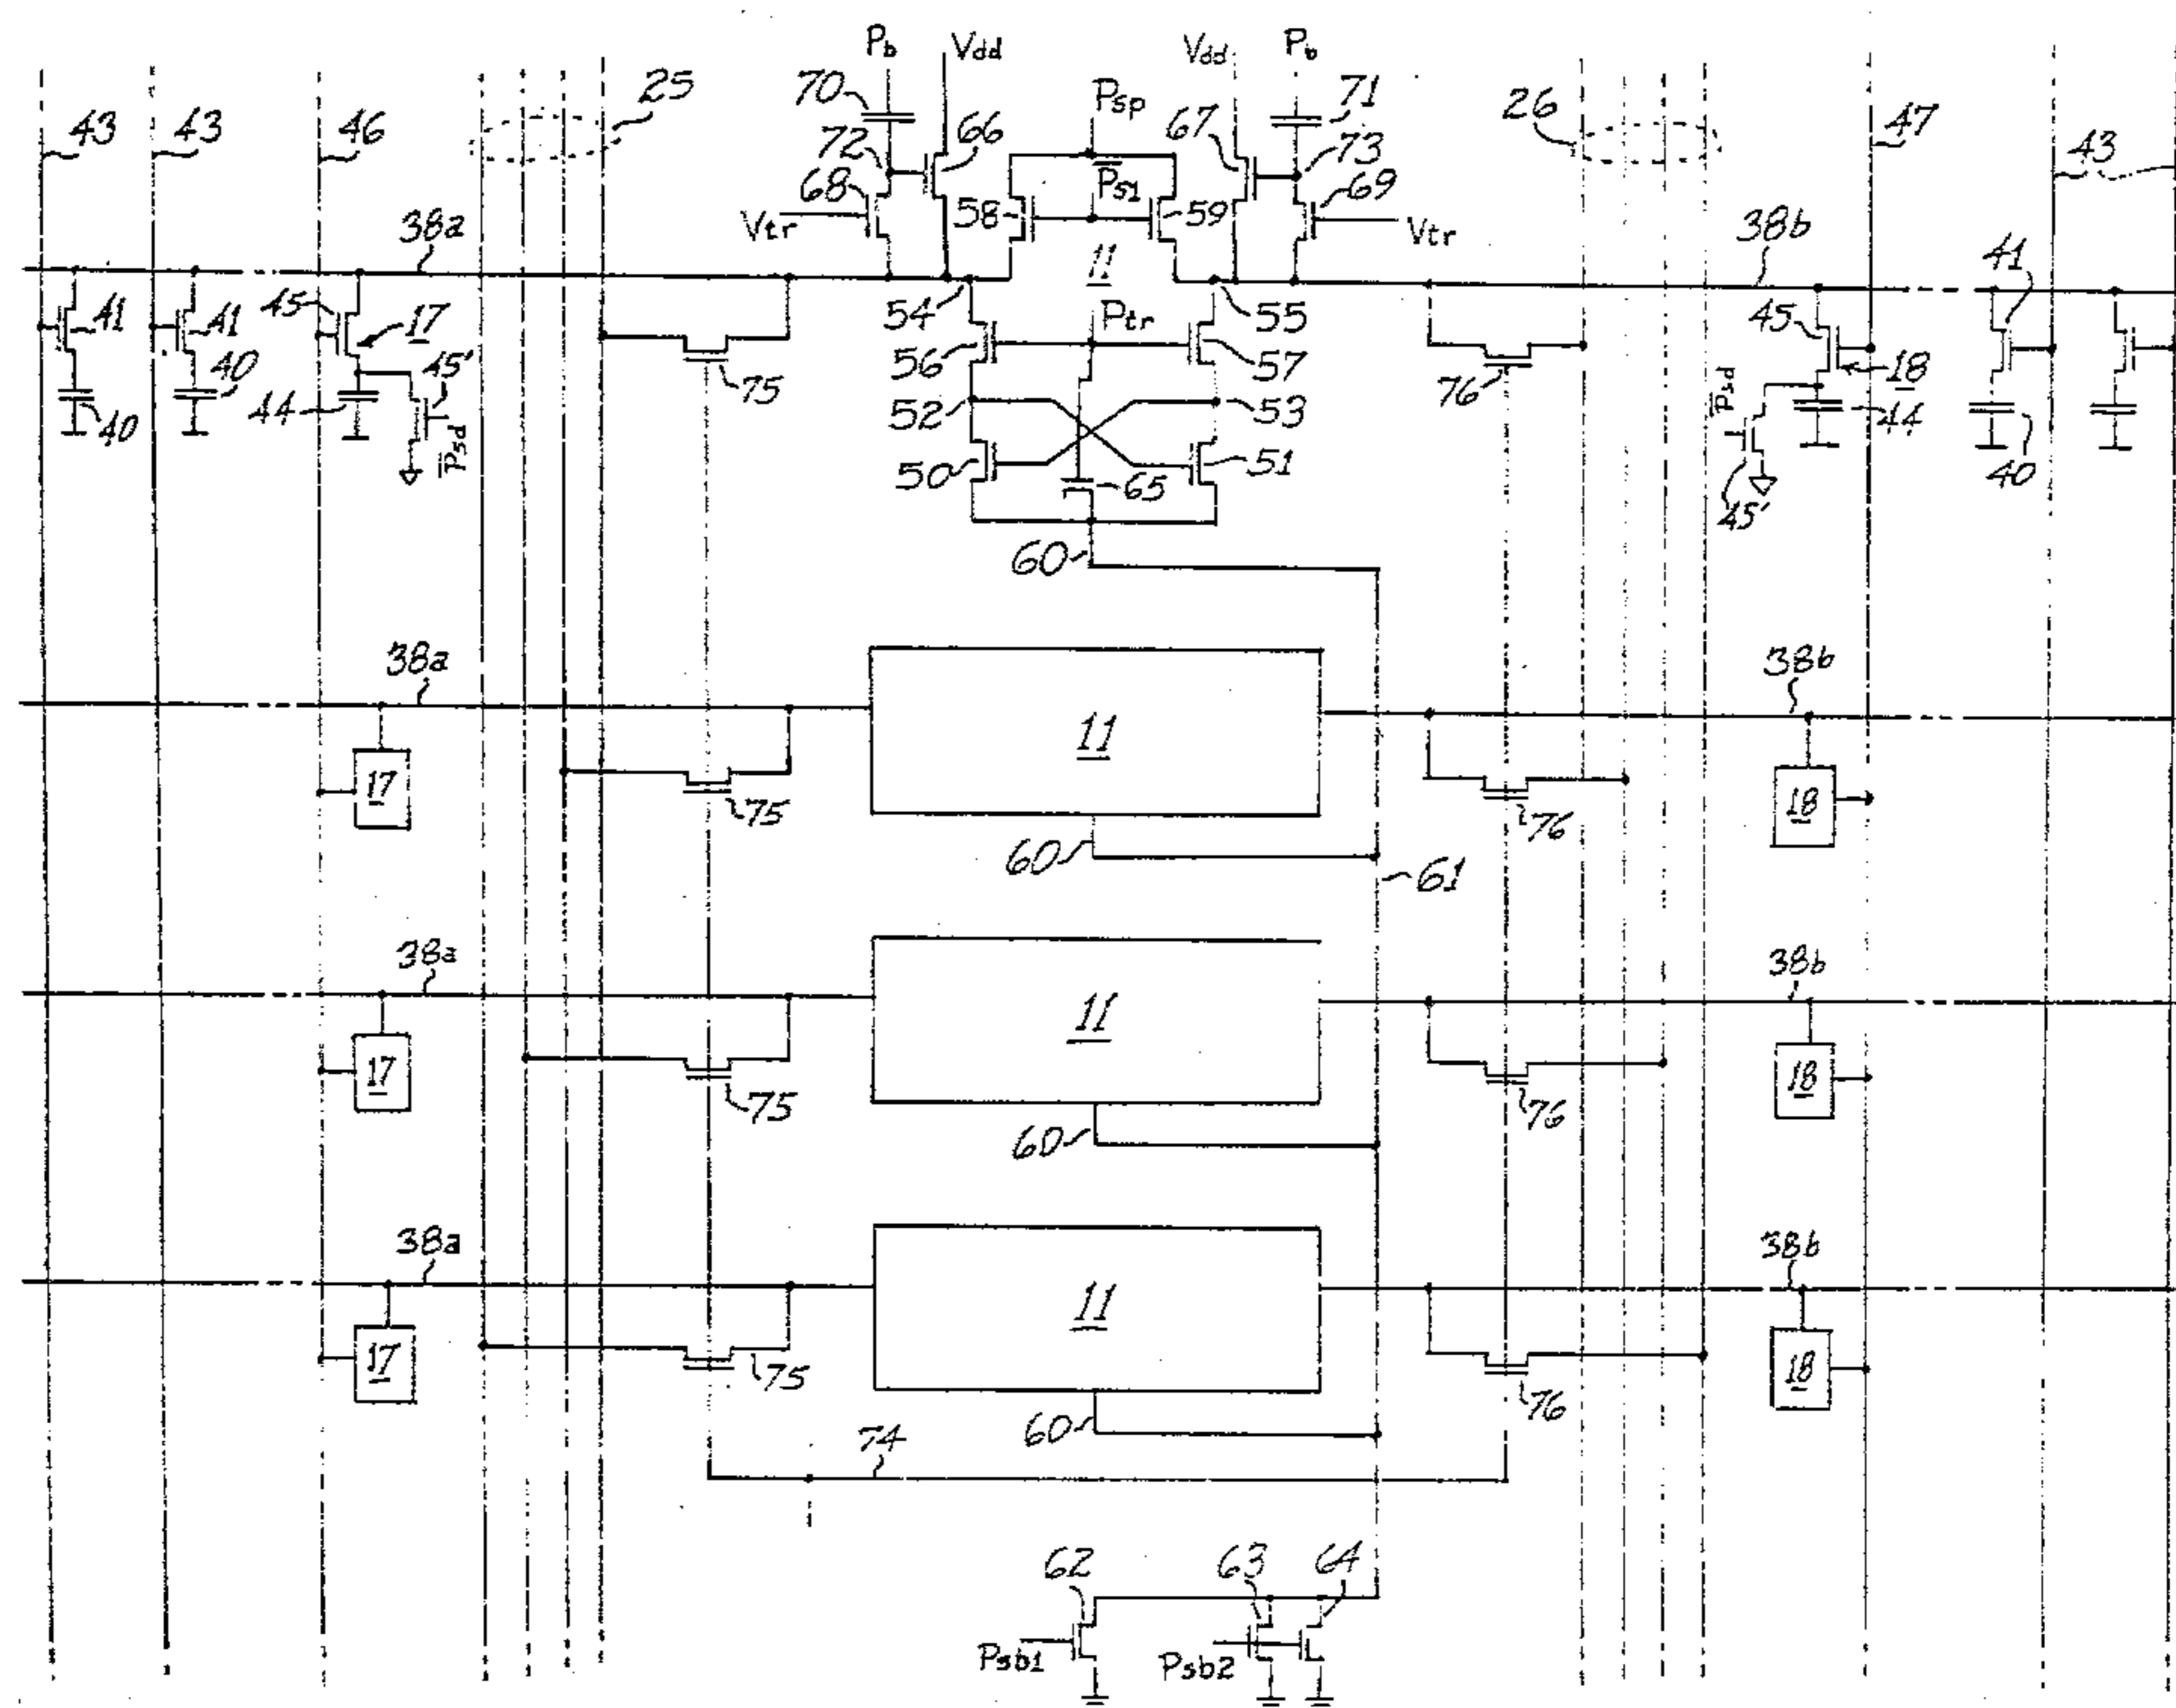 Pb Vdd Vdd Pb
25
70 Psp 71 26
43 43 46 66 67 47 43
72 P̅s1 73
68 58 59 69
Vtr 11 Vtr
38a 38b
41 41 45 17 54 Ptr 55 45 41
45' 56 57 18
40 40 44 75 52 53 76 P̅sd 44 40
P̅sd 50 65 51 45'
60
38a 38b
11
17 75 76 18
60 61
38a 38b
11
17 75 76 18
60
38a 38b
11
17 75 76 18
60
74
62 63 64
Psb1 Psb2